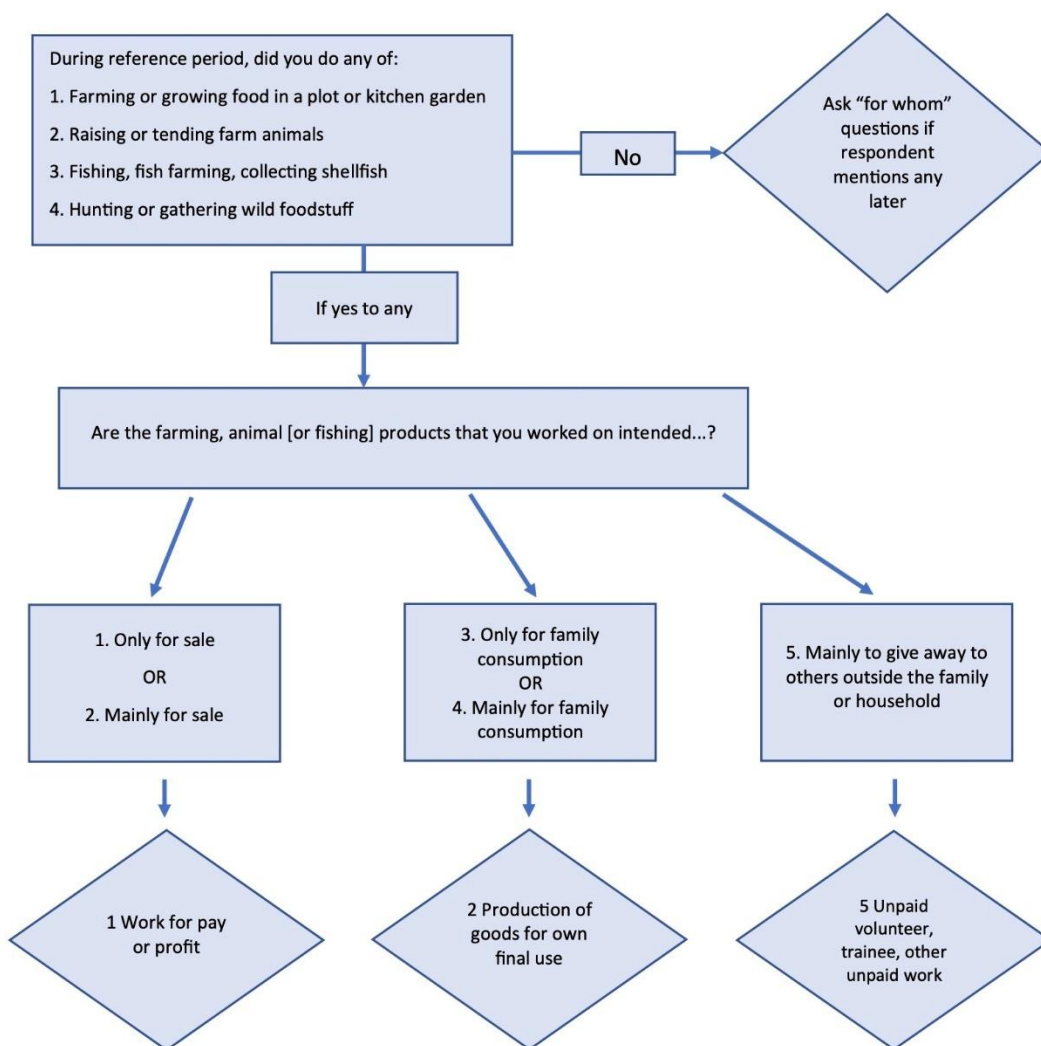 During reference period, did you do any of:
1. Farming or growing food in a plot or kitchen garden
2. Raising or tending farm animals
3. Fishing, fish farming, collecting shellfish
4. Hunting or gathering wild foodstuff
No
Ask “for whom”
questions if
respondent
mentions any
later
If yes to any
Are the farming, animal [or fishing] products that you worked on intended...?
1. Only for sale
OR
2. Mainly for sale
3. Only for family
consumption
OR
4. Mainly for family
consumption
5. Mainly to give away to
others outside the family
or household
1 Work for pay
or profit
2 Production of
goods for own
final use
5 Unpaid
volunteer,
trainee, other
unpaid work